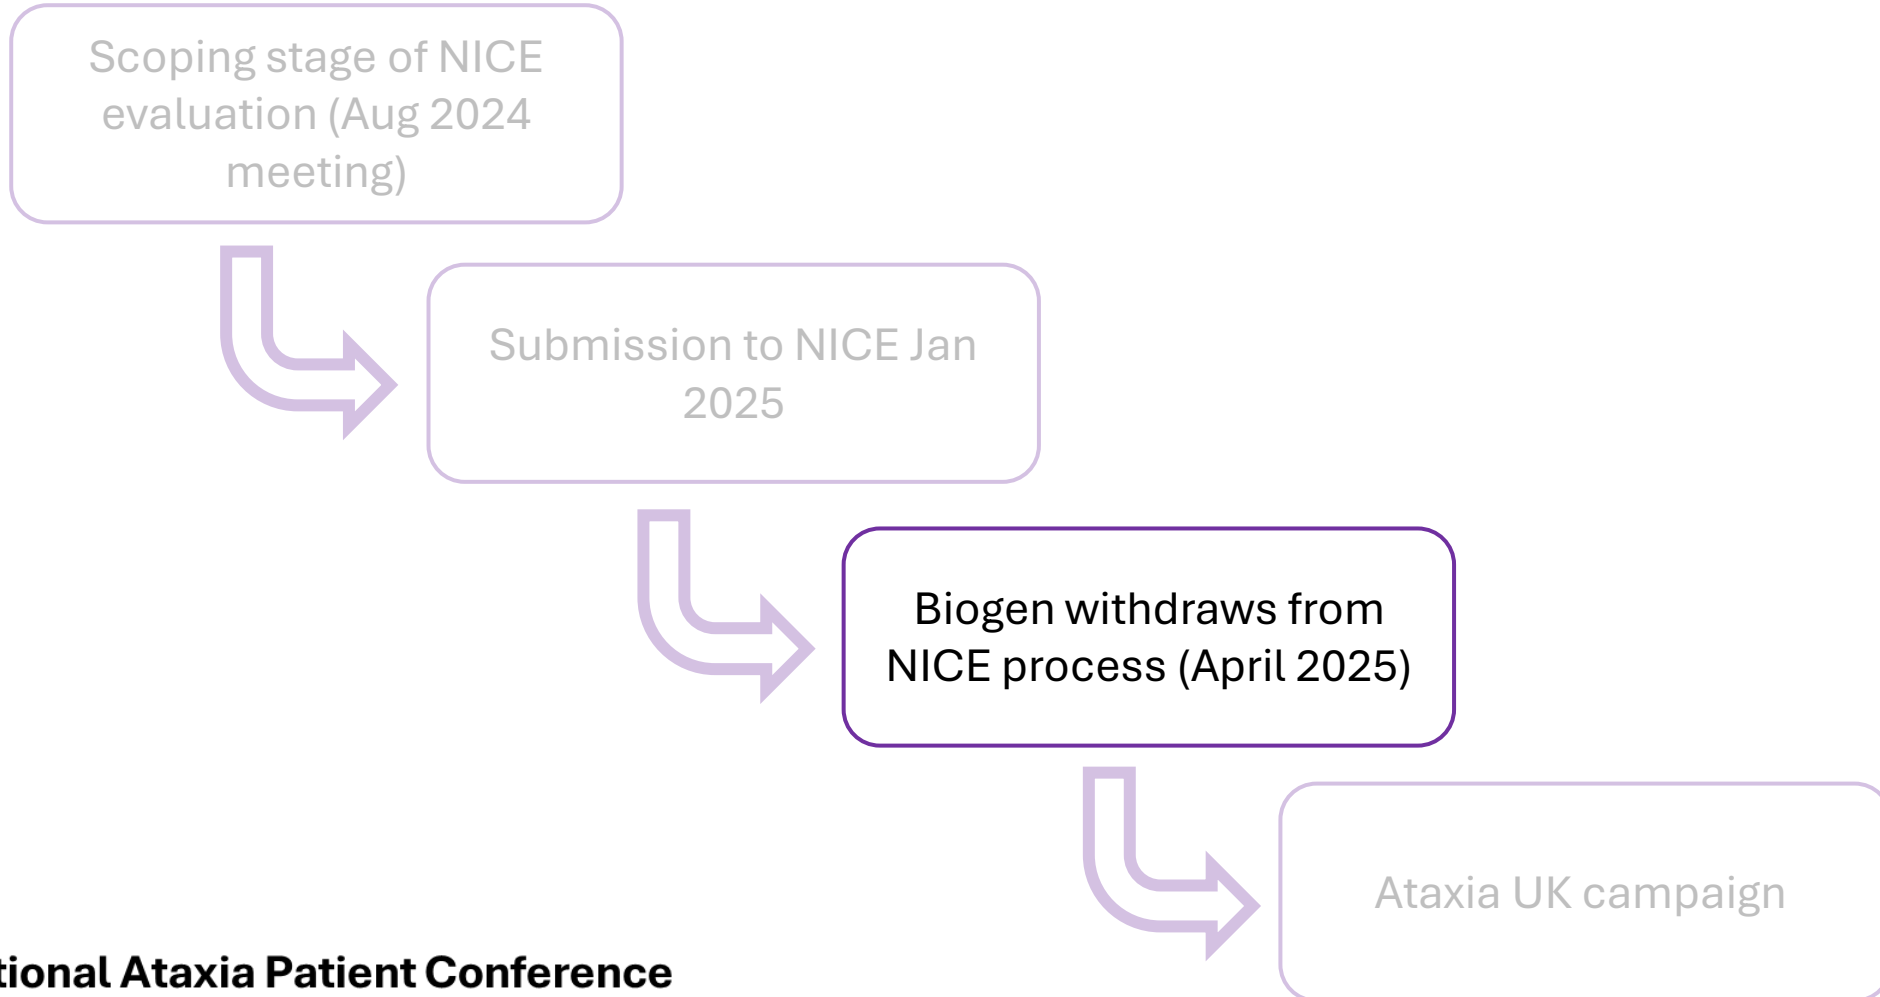 Scoping stage of NICE
evaluation (Aug 2024
meeting)
Submission to NICE Jan
2025
Biogen withdraws from
NICE process (April 2025)
Ataxia UK campaign
tional Ataxia Patient Conference